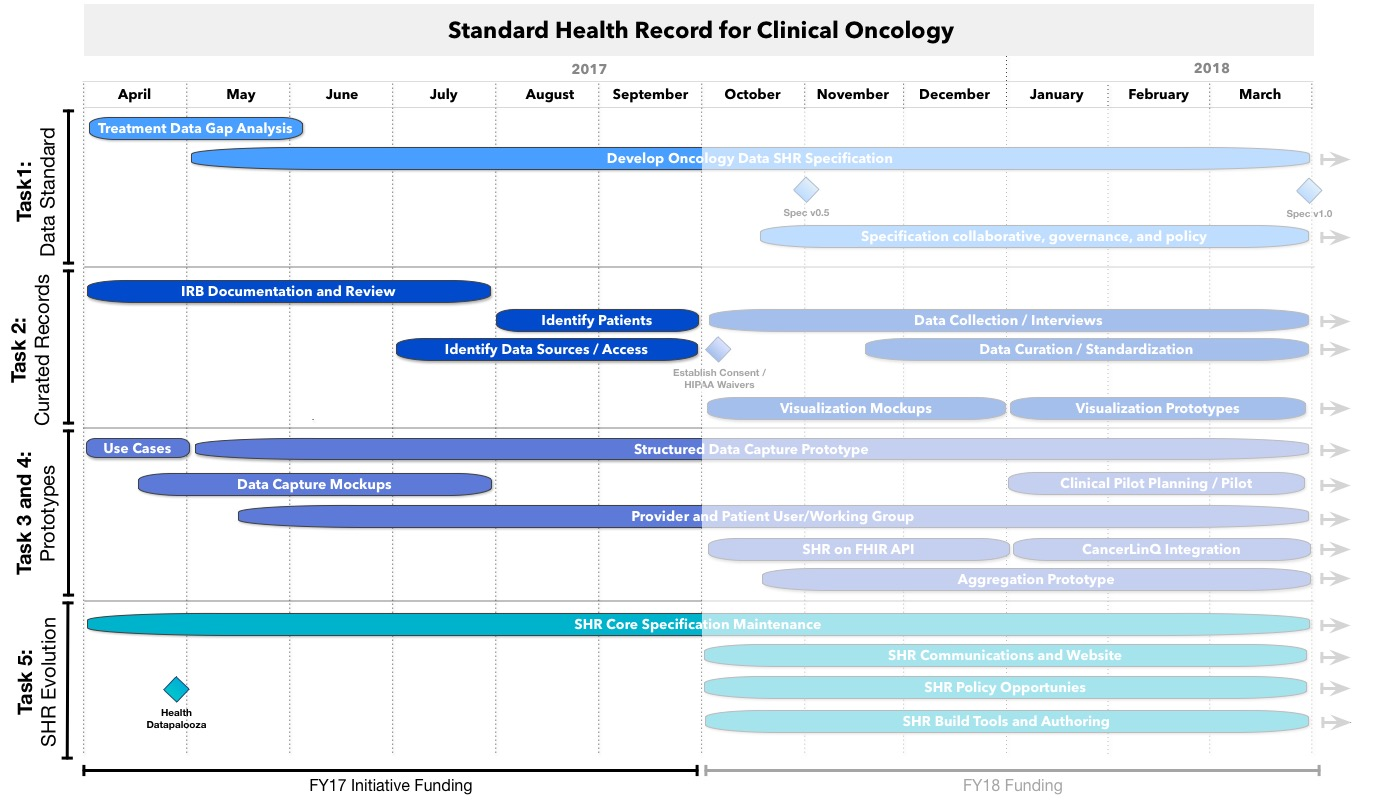 Standard Health Record for Clinical Oncology
2017
2018
April
May
June
July
August
September
October
November
December
January
February
March
Task1:
Data Standard
Treatment Data Gap Analysis
Develop Oncology Data SHR Specification
Spec v0.5
Spec v1.0
Specification collaborative, governance, and policy
Task 2:
Curated Records
IRB Documentation and Review
Identify Patients
Data Collection / Interviews
Identify Data Sources / Access
Data Curation / Standardization
Establish Consent /
HIPAA Waivers
Visualization Mockups
Visualization Prototypes
Task 3 and 4:
Prototypes
Use Cases
Structured Data Capture Prototype
Data Capture Mockups
Clinical Pilot Planning / Pilot
Provider and Patient User/Working Group
SHR on FHIR API
CancerLinQ Integration
Aggregation Prototype
Task 5:
SHR Evolution
SHR Core Specification Maintenance
SHR Communications and Website
Health
Datapalooza
SHR Policy Opportunies
SHR Build Tools and Authoring
FY17 Initiative Funding
FY18 Funding